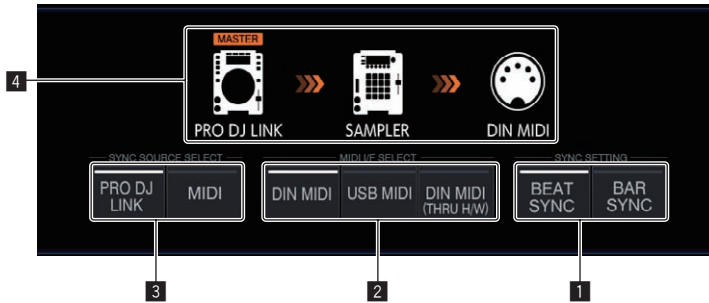 4
MASTER
PRO DJ LINK
SAMPLER
DIN MIDI
SYNC SOURCE SELECT
MIDI I/F SELECT
SYNC SETTING
PRO DJ
LINK
MIDI
DIN MIDI
USB MIDI
DIN MIDI
(THRU H/W)
BEAT
SYNC
BAR
SYNC
3
2
1